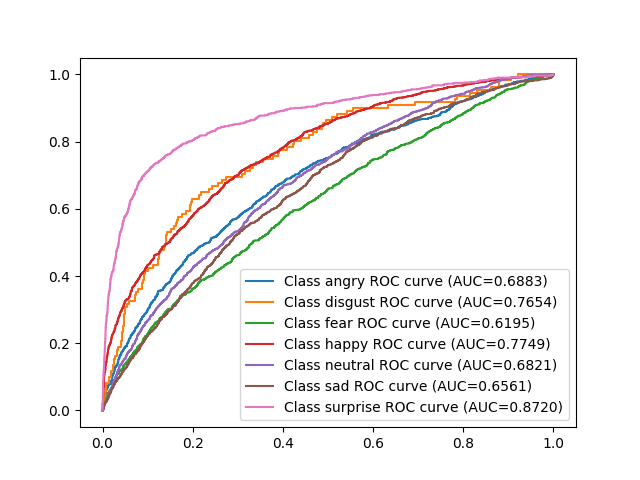 1.0
0.8
0.6
0.4
0.2
0.0
Class angry ROC curve (AUC=0.6883)
Class disgust ROC curve (AUC=0.7654)
Class fear ROC curve (AUC=0.6195)
Class happy ROC curve (AUC=0.7749)
Class neutral ROC curve (AUC=0.6821)
Class sad ROC curve (AUC=0.6561)
Class surprise ROC curve (AUC=0.8720)
0.0 0.2 0.4 0.6 0.8 1.0